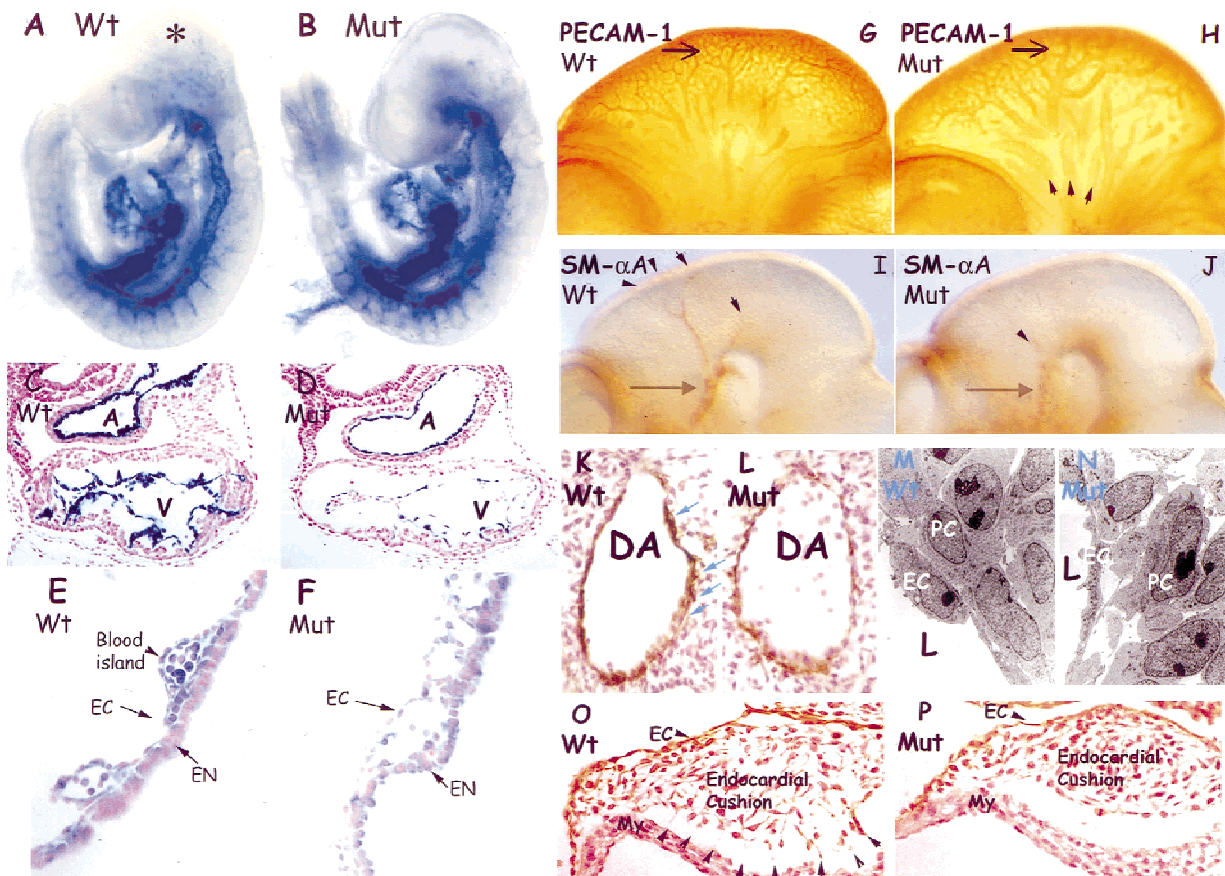 A Wt *
B Mut
PECAM-1 G
Wt
PECAM-1 H
Mut
SM-αA I
Wt
SM-αA J
Mut
C
Wt
A
V
D
Mut
A
V
K
Wt
DA
L
Mut
DA
M
Wt
PC
EC
L
N
Mut
L
EC
PC
E
Wt
Blood
island
EC
EN
F
Mut
EC
EN
O
Wt
EC
Endocardial
Cushion
My
P
Mut
EC
Endocardial
Cushion
My